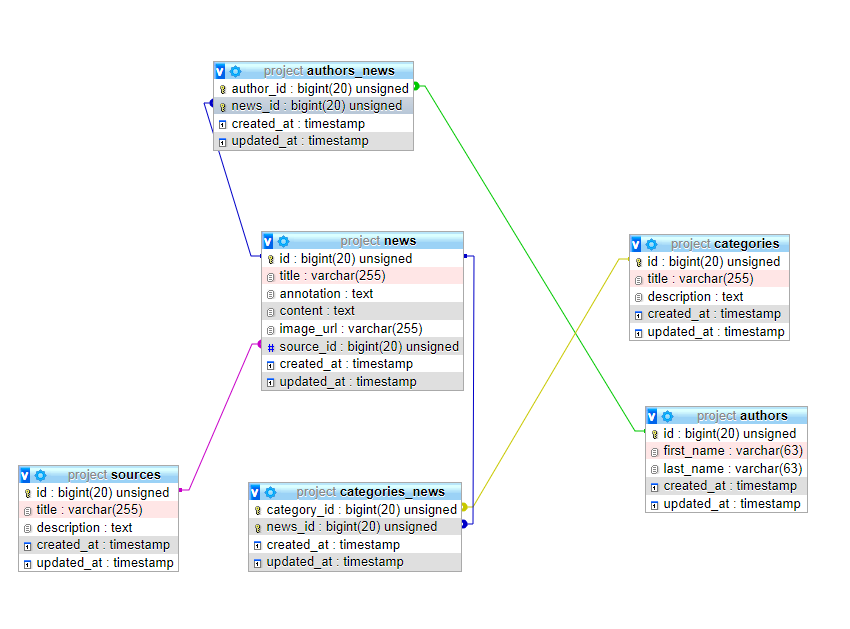 project authors_news
author_id : bigint(20) unsigned
news_id : bigint(20) unsigned
created_at : timestamp
updated_at : timestamp
project news
id : bigint(20) unsigned
title : varchar(255)
annotation : text
content : text
image_url : varchar(255)
source_id : bigint(20) unsigned
created_at : timestamp
updated_at : timestamp
project categories
id : bigint(20) unsigned
title : varchar(255)
description : text
created_at : timestamp
updated_at : timestamp
project authors
id : bigint(20) unsigned
first_name : varchar(63)
last_name : varchar(63)
created_at : timestamp
updated_at : timestamp
project sources
id : bigint(20) unsigned
title : varchar(255)
description : text
created_at : timestamp
updated_at : timestamp
project categories_news
category_id : bigint(20) unsigned
news_id : bigint(20) unsigned
created_at : timestamp
updated_at : timestamp